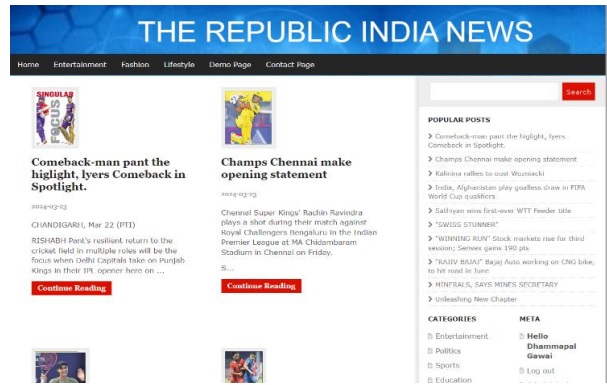 THE REPUBLIC INDIA NEWS
Home Entertainment Fashion Lifestyle Demo Page Contact Page
SINGULAR
FOCUS
Comeback-man pant the
higlight, Iyers Comeback in
Spotlight.
2024-03-23
CHANDIGARH, Mar 22 (PTI)
RISHABH Pant's resilient return to the
cricket field in multiple roles will be the
focus when Delhi Capitals take on Punjab
Kings in their IPL opener here on ...
Continue Reading
Champs Chennai make
opening statement
2024-03-23
Chennai Super Kings' Rachin Ravindra
plays a shot during their match against
Royal Challengers Bengaluru in the Indian
Premier League at MA Chidambaram
Stadium in Chennai on Friday.
S...
Continue Reading
Search
POPULAR POSTS
Comeback-man pant the higlight, Iyers
Comeback in Spotlight.
Champs Chennai make opening statement
Kalinina rallies to oust Wozniacki
India, Afghanistan play goalless draw in FIFA
World Cup qualifiers
Sathiyan wins first-ever WTT Feeder title
"SWISS STUNNER"
"WINNING RUN" Stock markets rise for third
session; Sensex gains 190 pts
"RAJIV BAJAJ" Bajaj Auto working on CNG bike,
to hit road in June
MINERALS, SAYS MINES SECRETARY
Unleashing New Chapter
CATEGORIES
Entertainment
Politics
Sports
Education
META
Hello
Dhammapal
Gawai
Log out